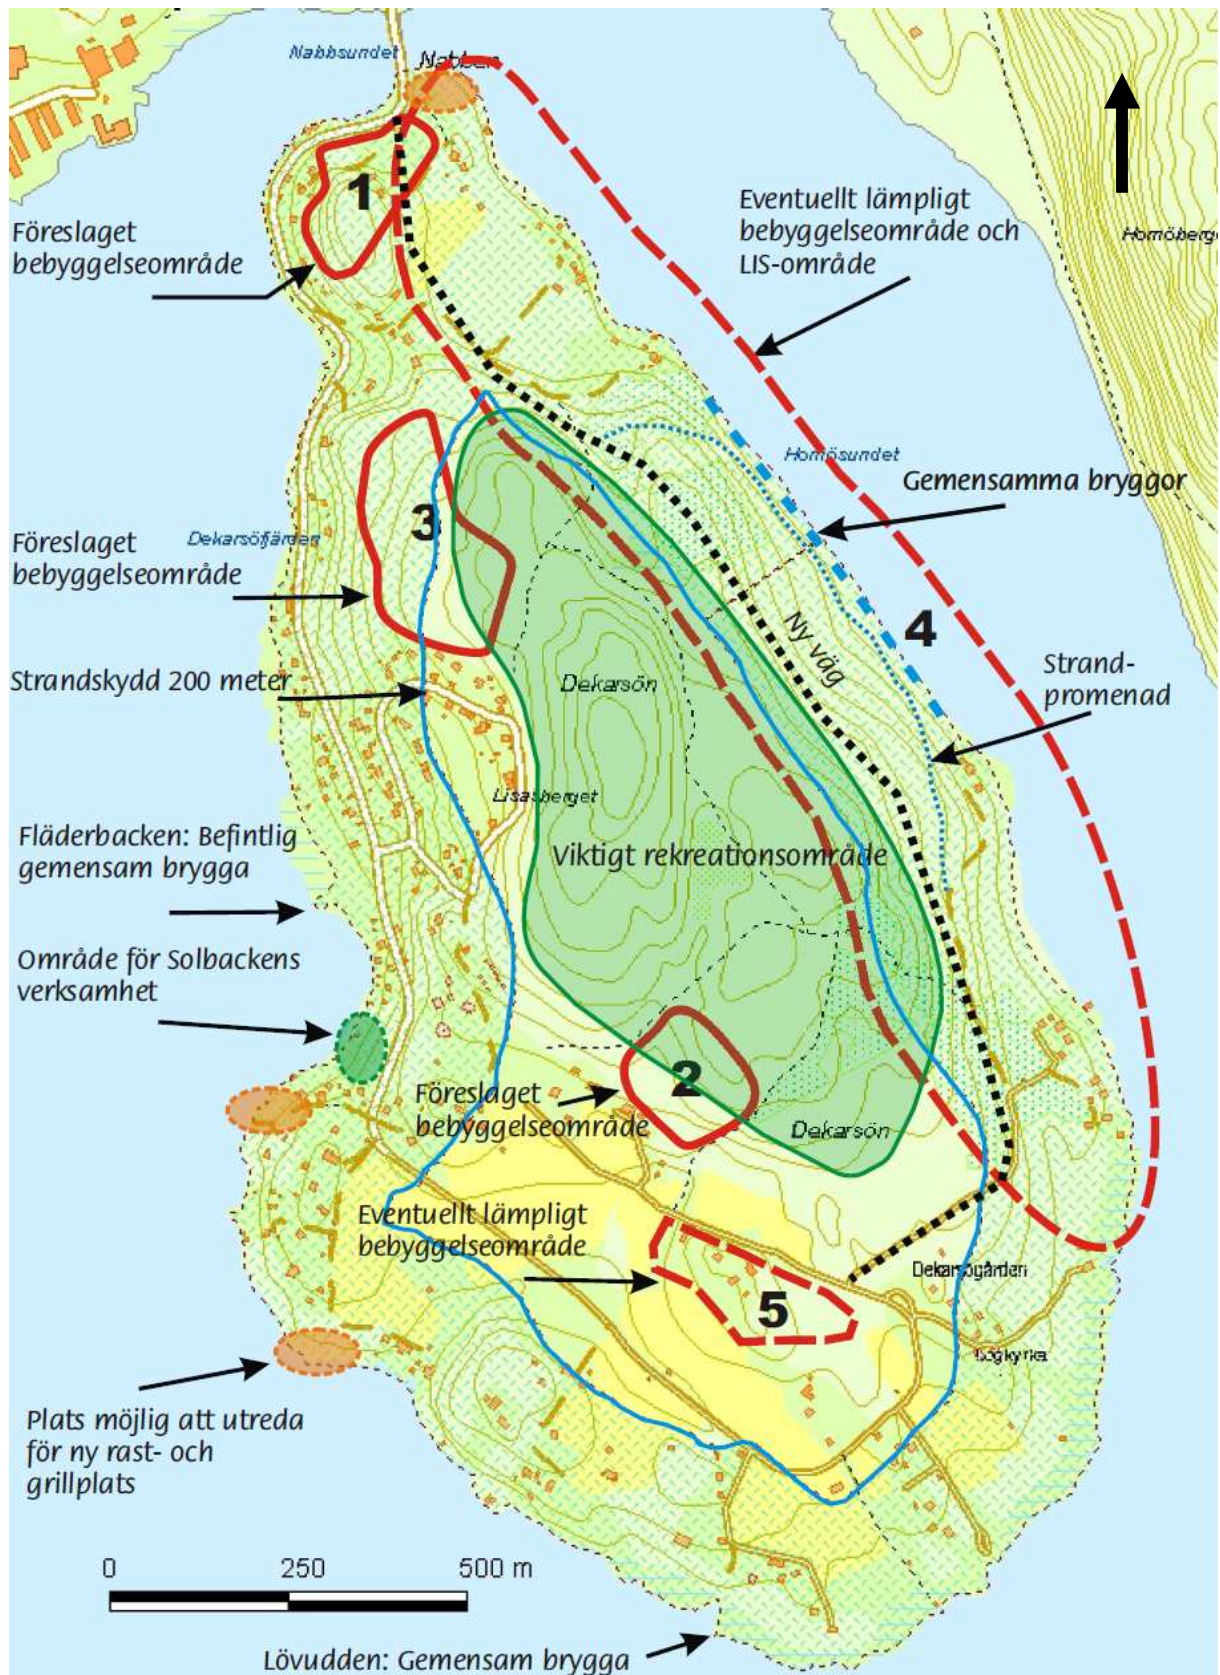 Nabbsundet
Nabben
1
Föreslaget
bebyggelseområde
Eventuellt lämpligt
bebyggelseområde och
LIS-område
Homösundet
Gemensamma bryggor
3
Föreslaget
bebyggelseområde
Dekarsöfjärden
Ny väg
4
Strandskydd 200 meter
Dekarsön
Strand-
promenad
Lisasberget
Fläderbacken: Befintlig
gemensam brygga
Viktigt rekreationsområde
Område för Solbackens
verksamhet
Föreslaget
bebyggelseområde
2
Dekarsön
Eventuellt lämpligt
bebyggelseområde
Dekarsögården
5
Plats möjlig att utreda
för ny rast- och
grillplats
0 250 500 m
Lövudden: Gemensam brygga